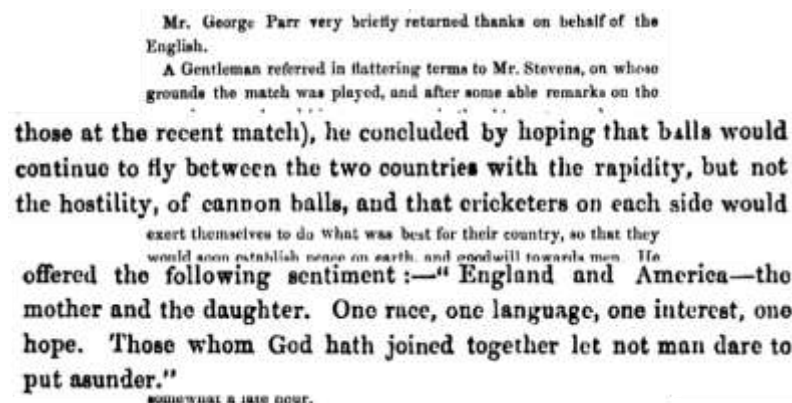 Mr. George Parr very briefly returned thanks on behalf of the
English.
A Gentleman referred in flattering terms to Mr. Stevens, on whose
grounds the match was played, and after some able remarks on the
those at the recent match), he concluded by hoping that balls would
continue to fly between the two countries with the rapidity, but not
the hostility, of cannon balls, and that cricketers on each side would
exert themselves to do what was best for their country, so that they
would soon establish peace on earth, and goodwill towards men. He
offered the following sentiment :—“ England and America—the
mother and the daughter. One race, one language, one interest, one
hope. Those whom God hath joined together let not man dare to
put asunder.”
somewhat a late hour.